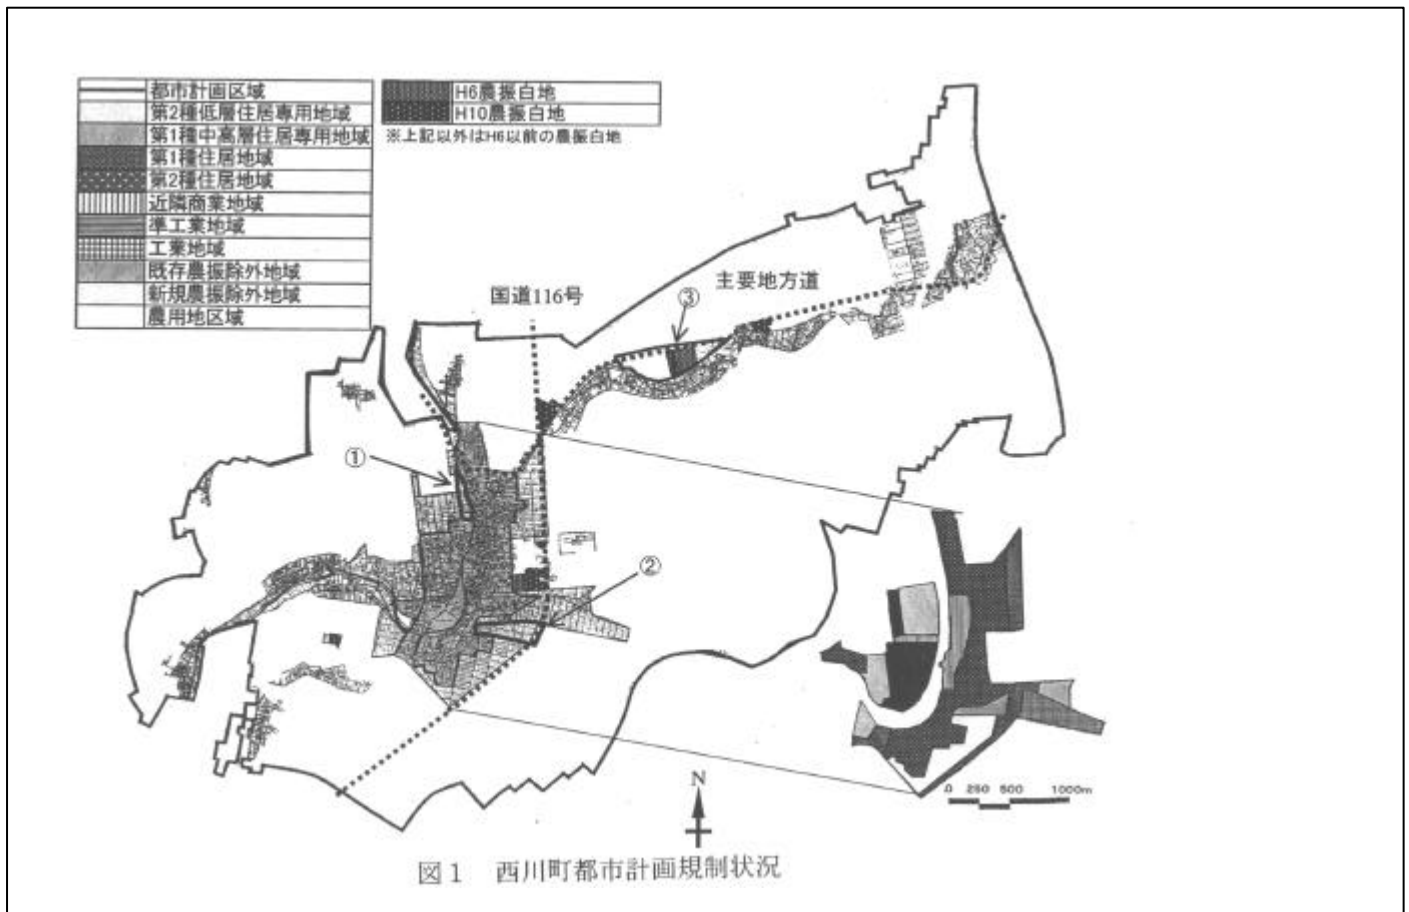 都市計画区域
第2種低層住居専用地域
第1種中高層住居専用地域
第1種住居地域
第2種住居地域
近隣商業地域
準工業地域
工業地域
既存農振除外地域
新規農振除外地域
農用地区域
H6農振白地
H10農振白地
※上記以外はH6以前の農振白地
国道116号
主要地方道
③
①
②
N
0 250 500 1000m
図1 西川町都市計画規制状況